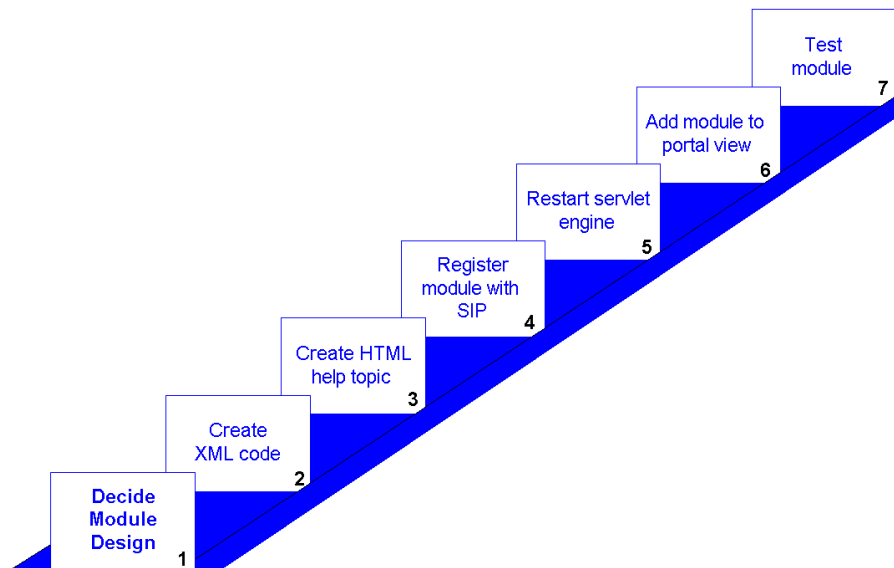 Test
module
7
Add module to
portal view
6
Restart servlet
engine
5
Register
module with
SIP
4
Create HTML
help topic
3
Create
XML code
2
Decide
Module
Design
1